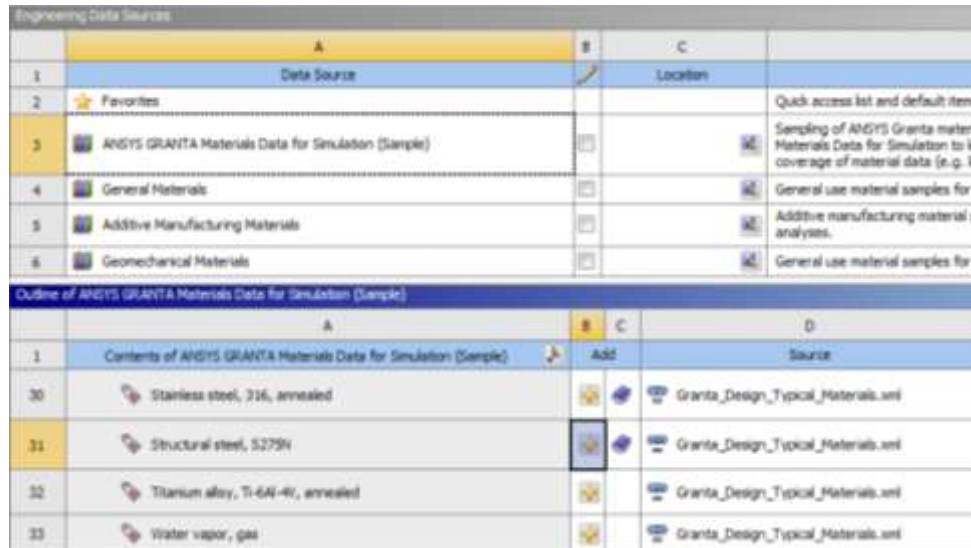 Engineering Data Sources
A B C
1 Data Source Location
2 Favorites Quick access list and default item
3 ANSYS GRANTA Materials Data for Simulation (Sample) Sampling of ANSYS Granta mater
Materials Data for Simulation to
coverage of material data (e.g.
4 General Materials General use material samples for
5 Additive Manufacturing Materials Additive manufacturing material
analyses.
6 Geomechanical Materials General use material samples for
Outline of ANSYS GRANTA Materials Data for Simulation (Sample)
A B C D
1 Contents of ANSYS GRANTA Materials Data for Simulation (Sample) Add Source
30 Stainless steel, 316, annealed Granta_Design_Typical_Materials.xml
31 Structural steel, S275N Granta_Design_Typical_Materials.xml
32 Titanium alloy, Ti-6Al-4V, annealed Granta_Design_Typical_Materials.xml
33 Water vapor, gas Granta_Design_Typical_Materials.xml